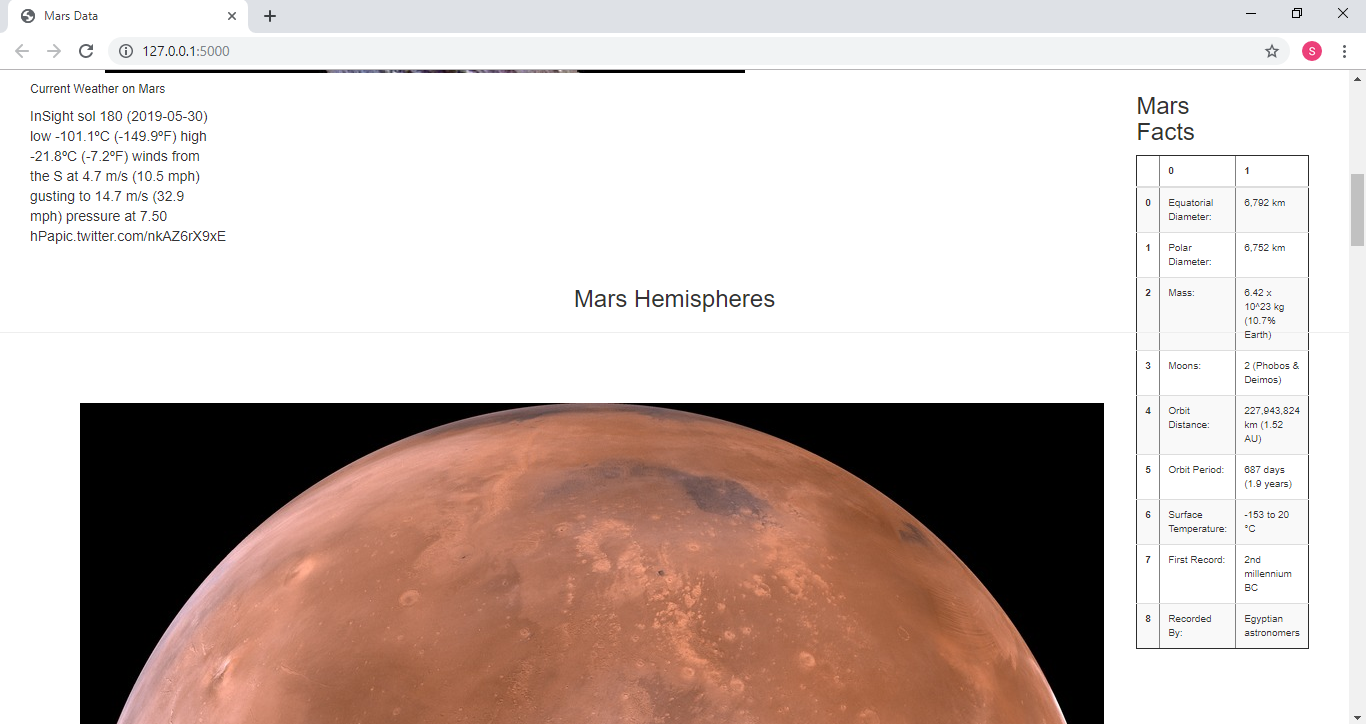 Mars Data
127.0.0.1:5000
S
Current Weather on Mars
InSight sol 180 (2019-05-30)
low -101.1ºC (-149.9ºF) high
-21.8ºC (-7.2ºF) winds from
the S at 4.7 m/s (10.5 mph)
gusting to 14.7 m/s (32.9
mph) pressure at 7.50
hPapic.twitter.com/nkAZ6rX9xE
Mars Hemispheres
Mars
Facts
0 1
0 Equatorial 6,792 km
Diameter:
1 Polar 6,752 km
Diameter:
2 Mass: 6.42 x
10^23 kg
(10.7%
Earth)
3 Moons: 2 (Phobos &
Deimos)
4 Orbit 227,943,824
Distance: km (1.52
AU)
5 Orbit Period: 687 days
(1.9 years)
6 Surface -153 to 20
Temperature: °C
7 First Record: 2nd
millennium
BC
8 Recorded Egyptian
By: astronomers